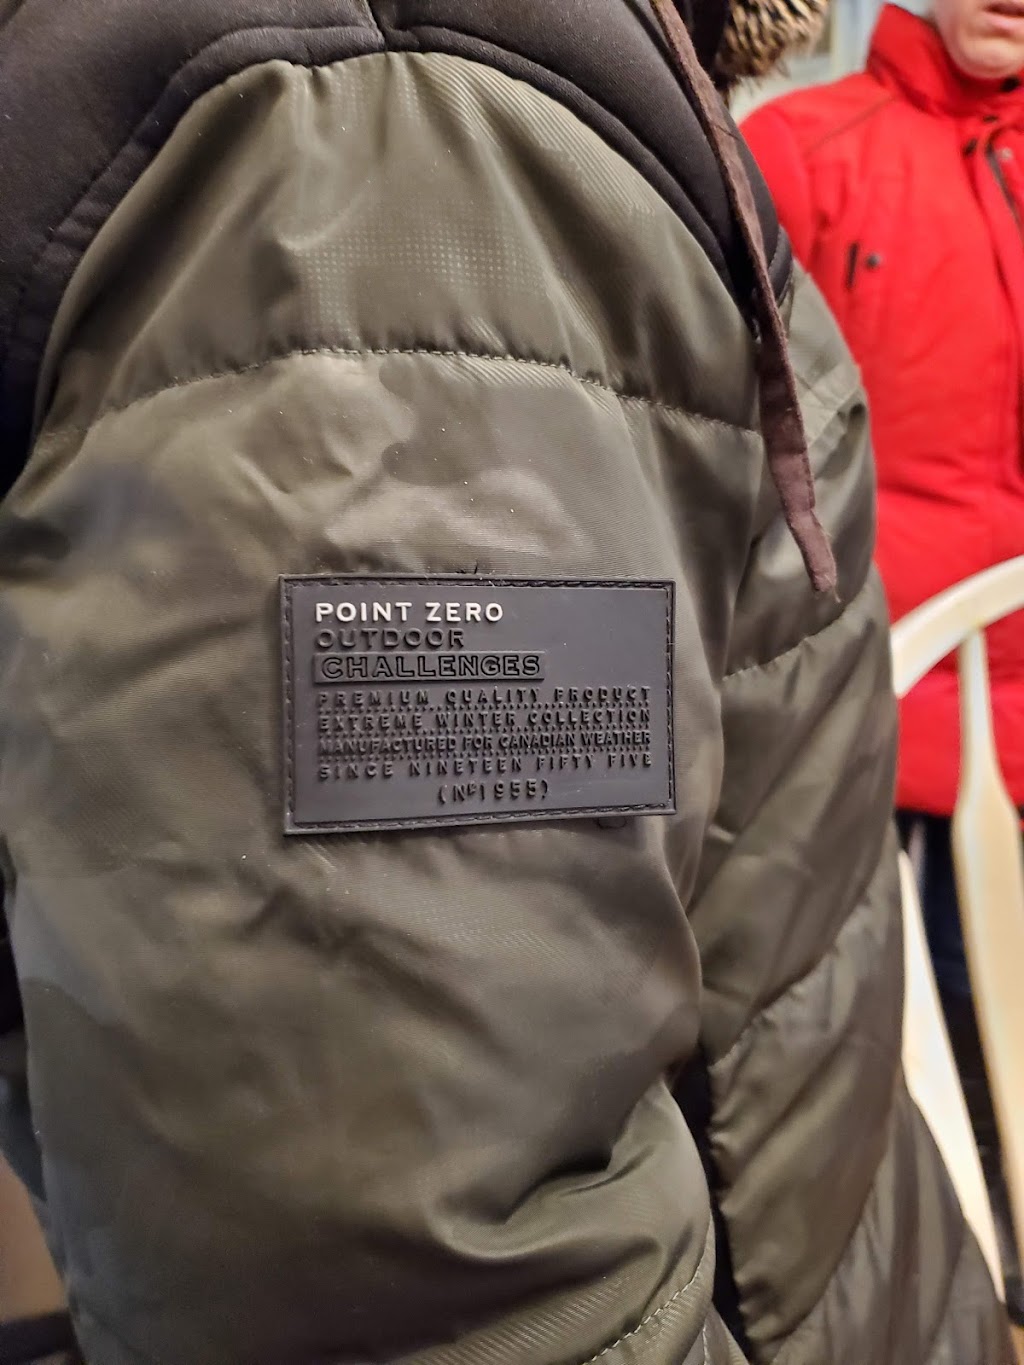 POINT ZERO
OUTDOOR
CHALLENGES
PREMIUM QUALITY PRODUCT
EXTREME WINTER COLLECTION
MANUFACTURED FOR CANADIAN WEATHER
SINCE NINETEEN FIFTY FIVE
(Nº1955)